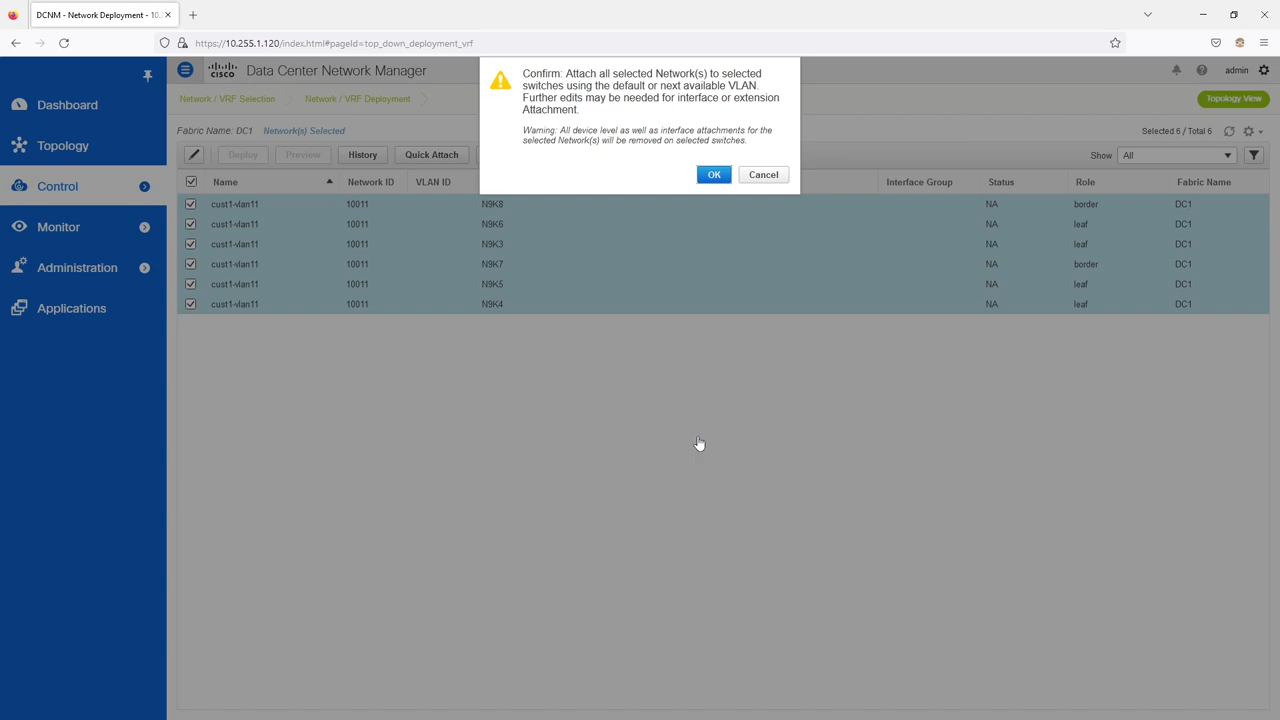 DCNM - Network Deployment - 10.
https://10.255.1.120/index.html#pageId=top_down_deployment_vrf
CISCO
Data Center Network Manager
admin
Dashboard
Topology
Control
Monitor
Administration
Applications
Network / VRF Selection
Network / VRF Deployment
Topology View
Fabric Name: DC1 Network(s) Selected
Selected 6 / Total 6
Deploy
Preview
History
Quick Attach
Show
All
Confirm: Attach all selected Network(s) to selected
switches using the default or next available VLAN.
Further edits may be needed for interface or extension
Attachment.
Warning: All device level as well as interface attachments for the
selected Network(s) will be removed on selected switches.
OK
Cancel
Name Network ID VLAN ID Interface Group Status Role Fabric Name
cust1-vlan11 10011 N9K8 NA border DC1
cust1-vlan11 10011 N9K6 NA leaf DC1
cust1-vlan11 10011 N9K3 NA leaf DC1
cust1-vlan11 10011 N9K7 NA border DC1
cust1-vlan11 10011 N9K5 NA leaf DC1
cust1-vlan11 10011 N9K4 NA leaf DC1